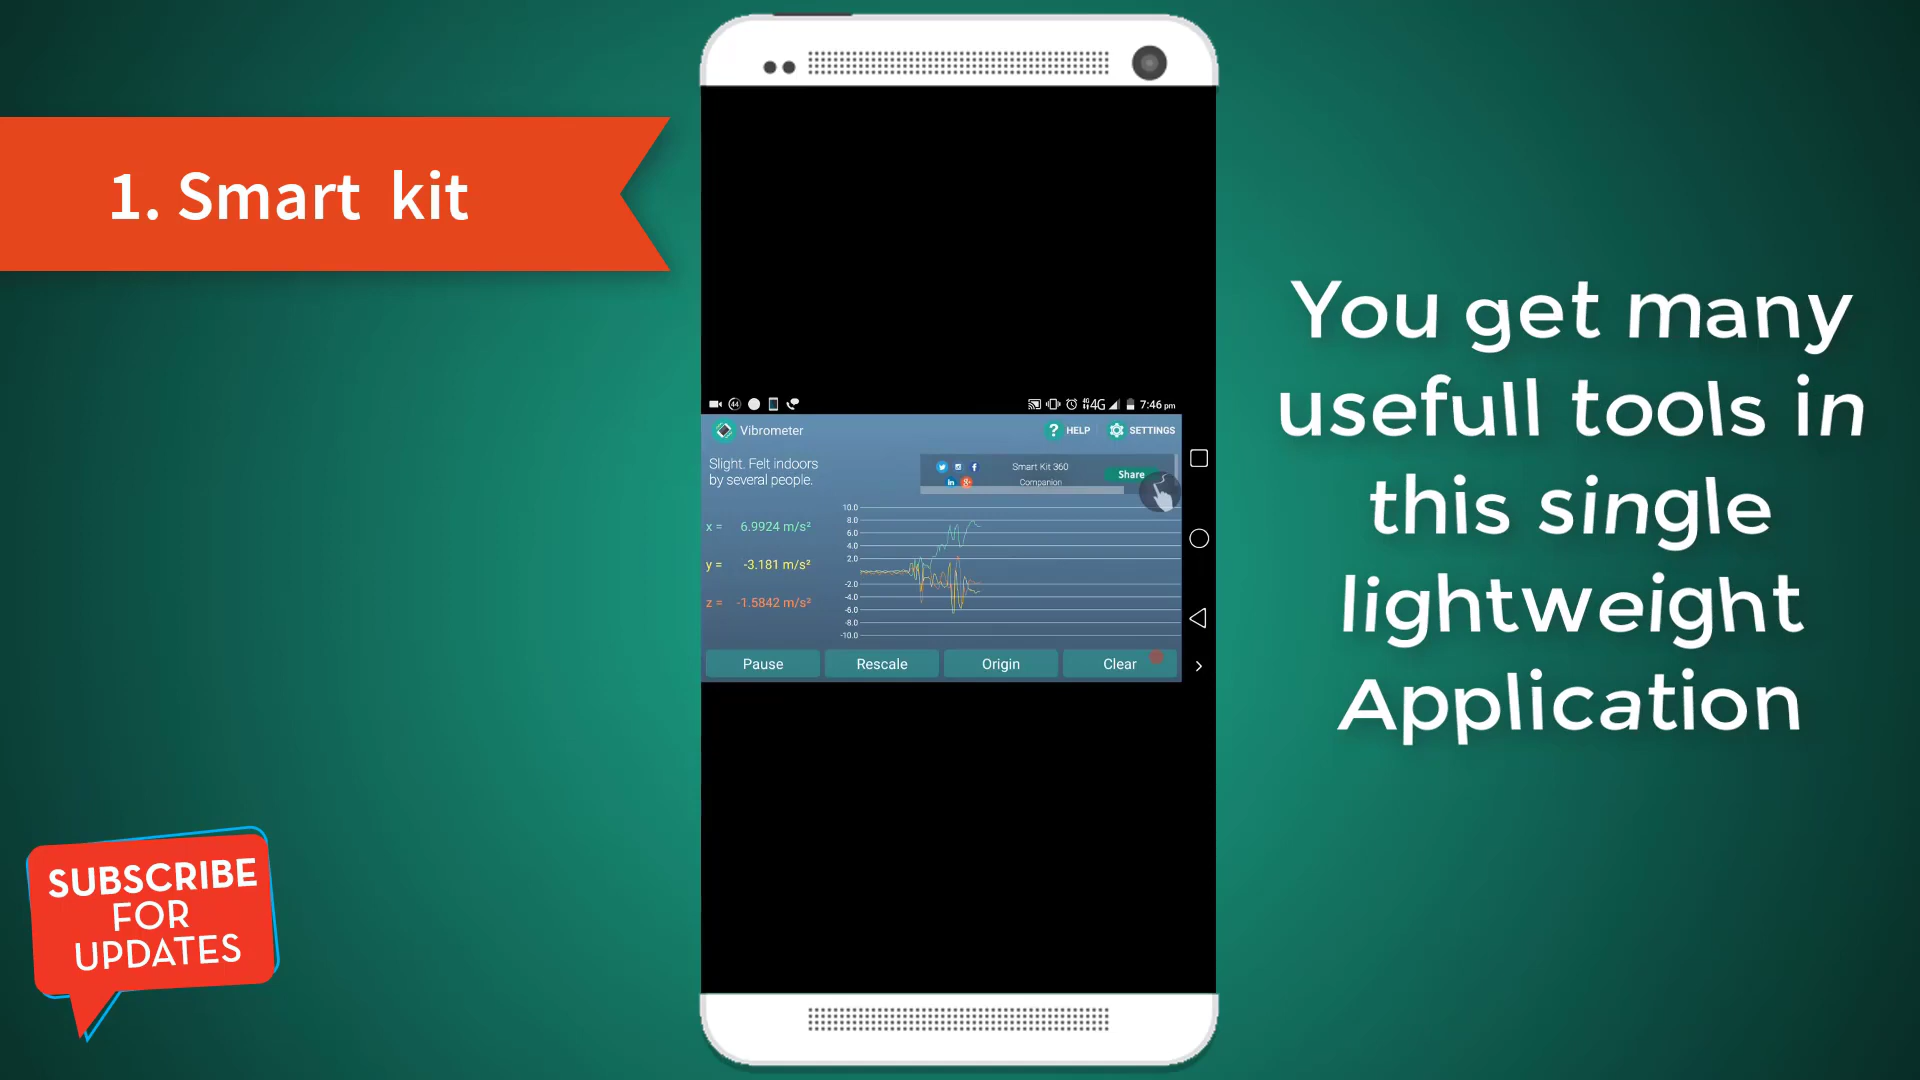 1. Smart kit
You get many
usefull tools in
this single
lightweight
Application
44
4G
7:46 pm
Vibrometer
? HELP
SETTINGS
Slight. Felt indoors
by several people.
Smart Kit 360
Companion
Share
x = 6.9924 m/s²
y = -3.181 m/s²
z = -1.5842 m/s²
10.0
8.0
6.0
4.0
2.0
-2.0
-4.0
-6.0
-8.0
-10.0
Pause
Rescale
Origin
Clear
SUBSCRIBE
FOR
UPDATES